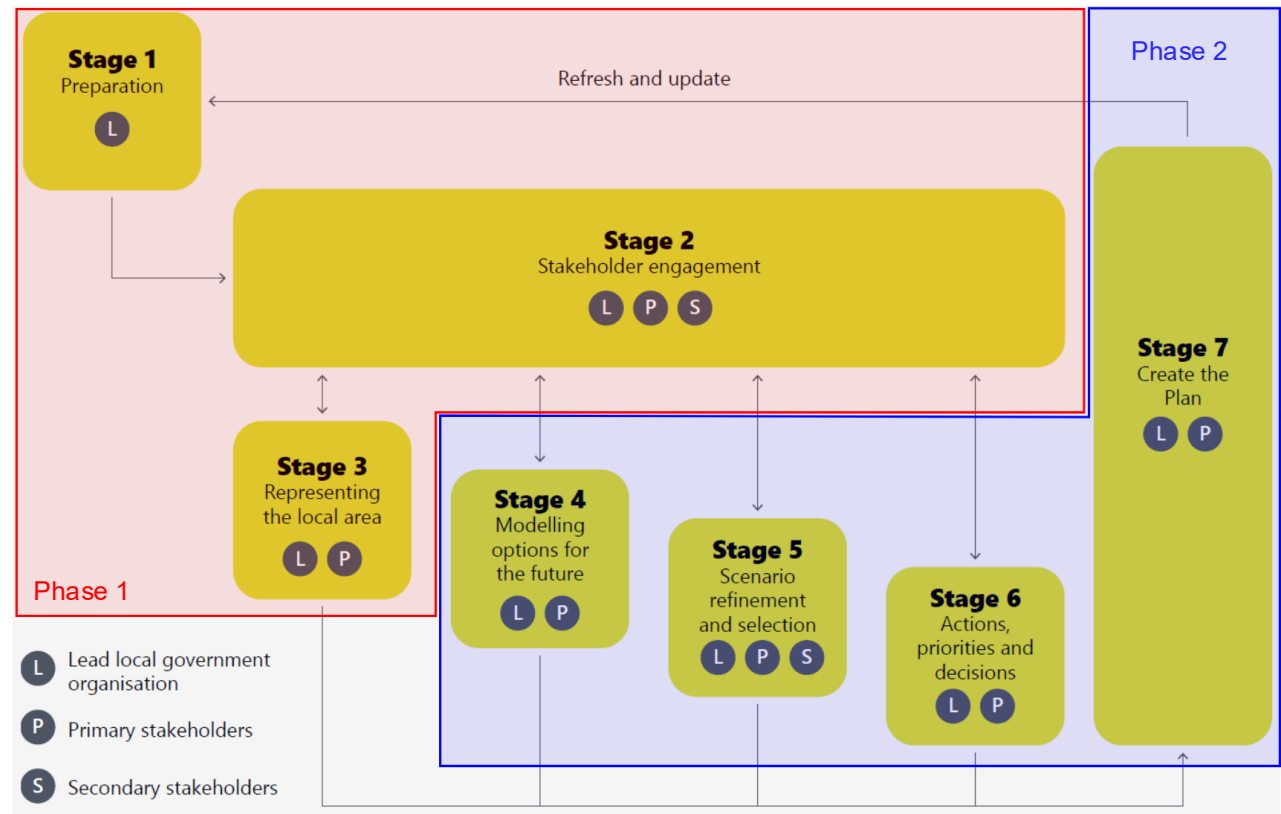 Stage 1
Preparation
L
Refresh and update
Phase 2
Stage 2
Stakeholder engagement
L P S
Stage 7
Create the
Plan
L P
Stage 3
Representing
the local area
L P
Phase 1
Stage 4
Modelling
options for
the future
L P
Stage 5
Scenario
refinement
and selection
L P S
Stage 6
Actions,
priorities and
decisions
L P
L Lead local government
organisation
P Primary stakeholders
S Secondary stakeholders